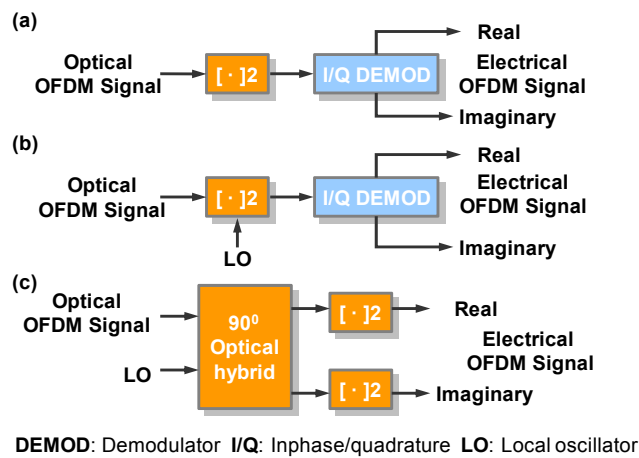 (a)
Real
Optical
OFDM Signal
[ · ]2
I/Q DEMOD
Electrical
OFDM Signal
Imaginary
(b)
Real
Optical
OFDM Signal
[ · ]2
I/Q DEMOD
Electrical
OFDM Signal
LO
Imaginary
(c)
Optical
OFDM Signal
LO
90⁰
Optical
hybrid
[ · ]2
Real
Electrical
OFDM Signal
[ · ]2
Imaginary
DEMOD: Demodulator I/Q: Inphase/quadrature LO: Local oscillator